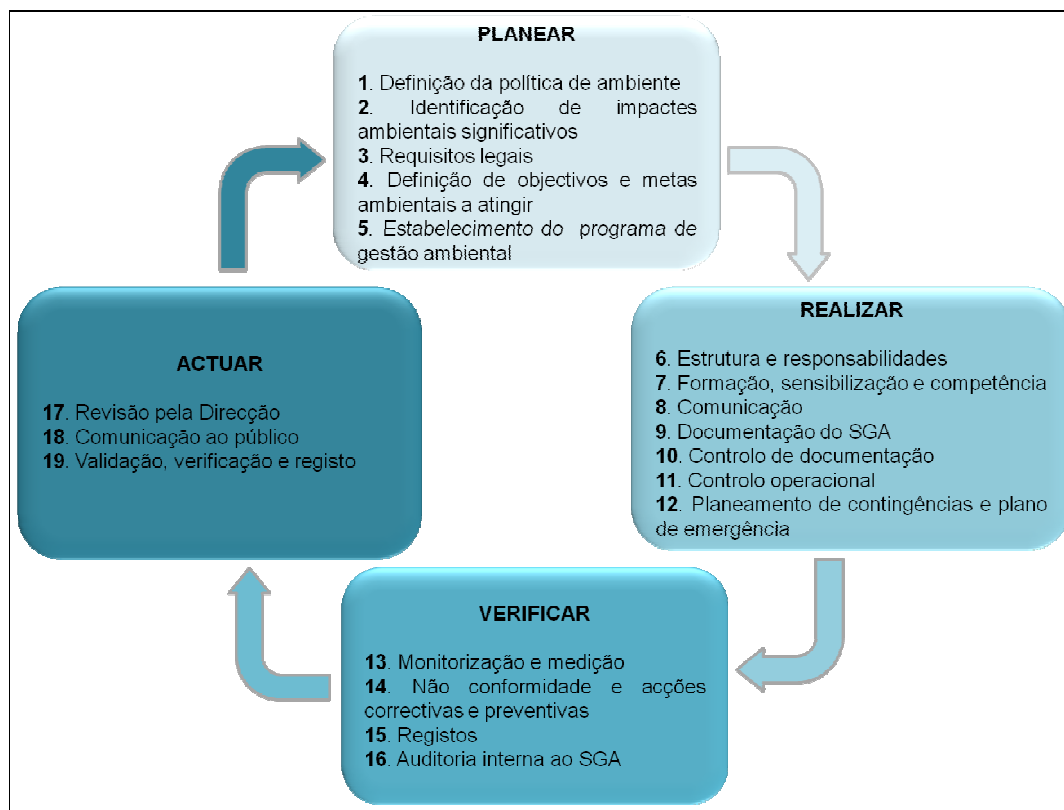 PLANEAR
1. Definição da política de ambiente
2. Identificação de impactes
ambientais significativos
3. Requisitos legais
4. Definição de objectivos e metas
ambientais a atingir
5. Estabelecimento do programa de
gestão ambiental
REALIZAR
6. Estrutura e responsabilidades
7. Formação, sensibilização e competência
8. Comunicação
9. Documentação do SGA
10. Controlo de documentação
11. Controlo operacional
12. Planeamento de contingências e plano
de emergência
VERIFICAR
13. Monitorização e medição
14. Não conformidade e acções
correctivas e preventivas
15. Registos
16. Auditoria interna ao SGA
ACTUAR
17. Revisão pela Direcção
18. Comunicação ao público
19. Validação, verificação e registo